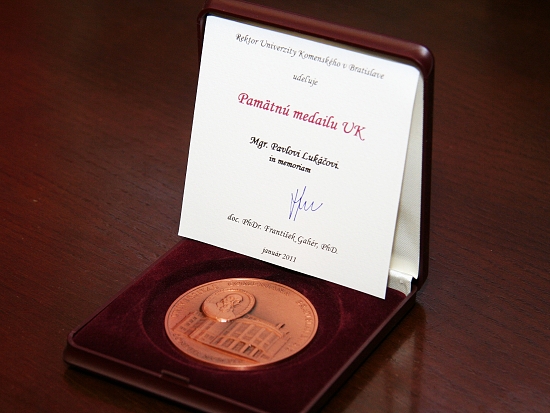 Rektor Univerzity Komenského v Bratislave
udeľuje
Pamätnú medailu UK
Mgr. Pavlovi Lukáčovi.
in memoriam
doc. PhDr. František Gahér, PhD.
január 2011